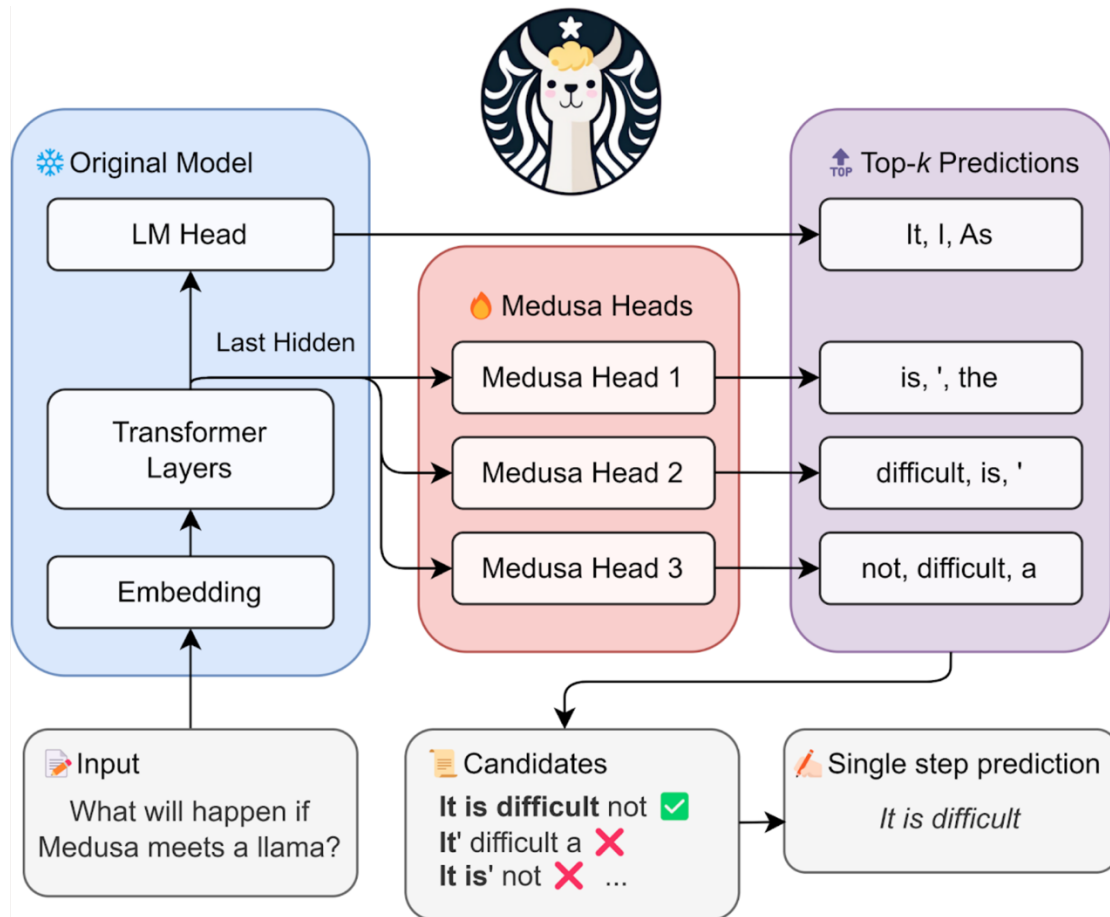 Original Model
LM Head
Last Hidden
Transformer
Layers
Embedding
Input
What will happen if
Medusa meets a llama?
Medusa Heads
Medusa Head 1
Medusa Head 2
Medusa Head 3
TOP
Top-k Predictions
It, I, As
is, ', the
difficult, is, '
not, difficult, a
Candidates
It is difficult not ✅
It' difficult a ❌
It is' not ❌ ...
Single step prediction
It is difficult